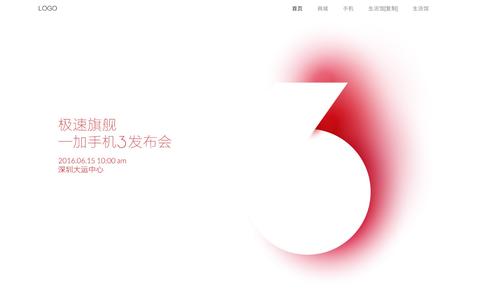 LOGO
首页 商城 手机 生活馆[复制] 生活馆
极速旗舰
一加手机3发布会
2016.06.15 10:00 am
深圳大运中心
3